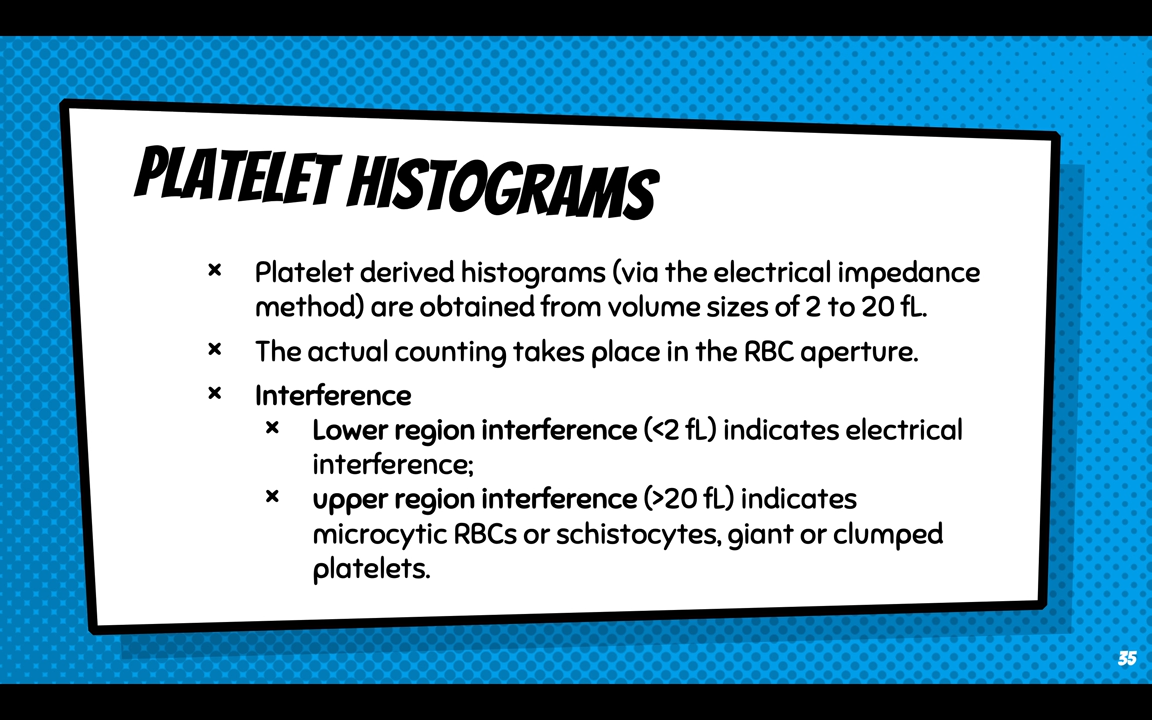 PLATELET HISTOGRAMS
× Platelet derived histograms (via the electrical impedance
method) are obtained from volume sizes of 2 to 20 fL.
× The actual counting takes place in the RBC aperture.
× Interference
× Lower region interference (<2 fL) indicates electrical
interference;
× upper region interference (>20 fL) indicates
microcytic RBCs or schistocytes, giant or clumped
platelets.
35